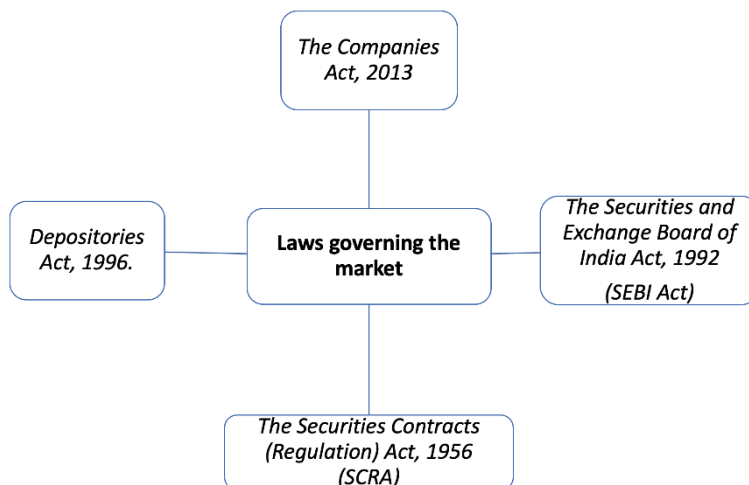 The Companies
Act, 2013
Depositories
Act, 1996.
Laws governing the
market
The Securities and
Exchange Board of
India Act, 1992
(SEBI Act)
The Securities Contracts
(Regulation) Act, 1956
(SCRA)